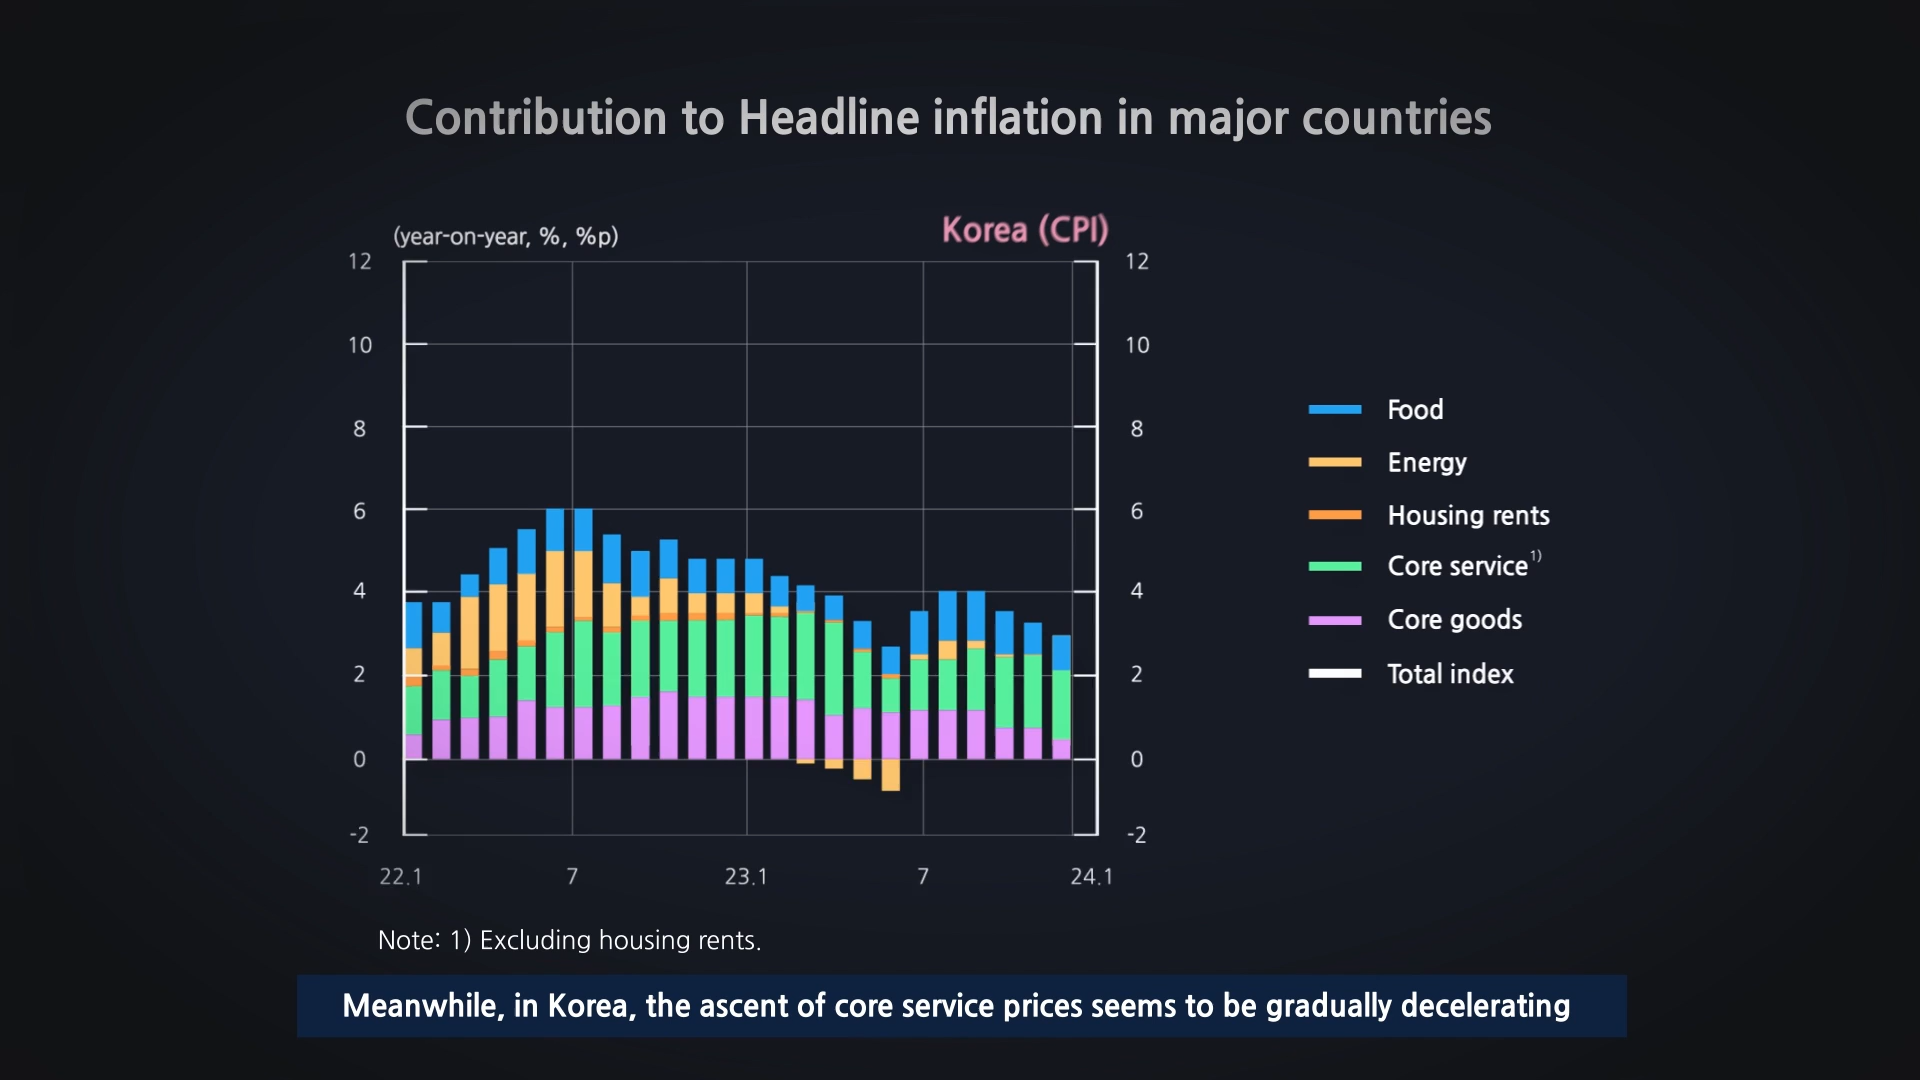 Contribution to Headline inflation in major countries
(year-on-year, %, %p)
Korea (CPI)
12
12
10
10
8
8
6
6
4
4
2
2
0
0
-2
-2
22.1
7
23.1
7
24.1
Food
Energy
Housing rents
Core service1)
Core goods
Total index
Note: 1) Excluding housing rents.
Meanwhile, in Korea, the ascent of core service prices seems to be gradually decelerating